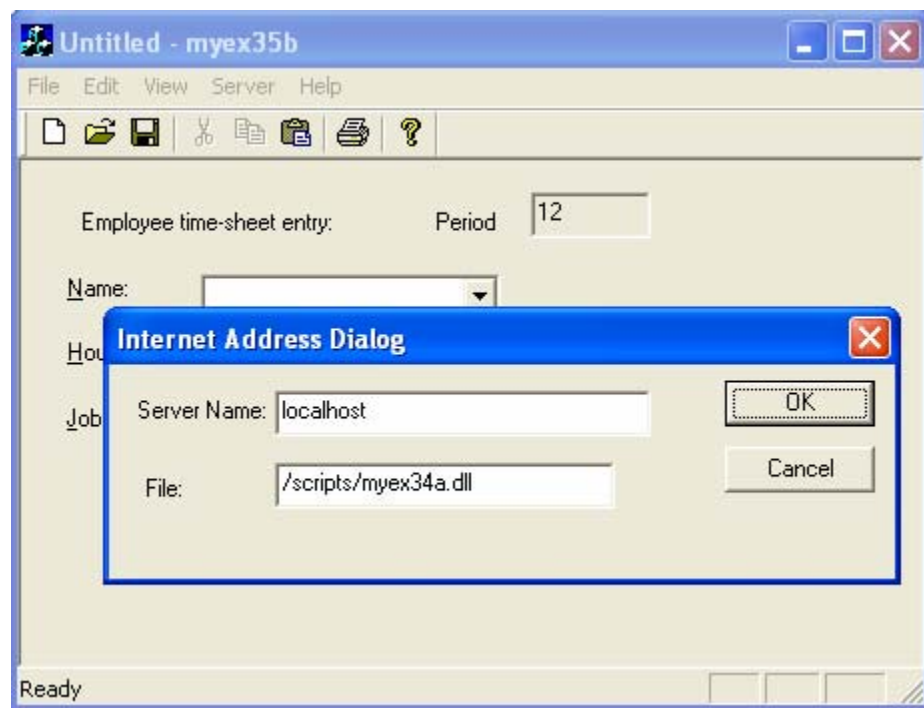 Untitled - myex35b
File Edit View Server Help
Employee time-sheet entry: Period 12
Name:
Internet Address Dialog
Server Name: localhost OK
Job
File: /scripts/myex34a.dll Cancel
Ready